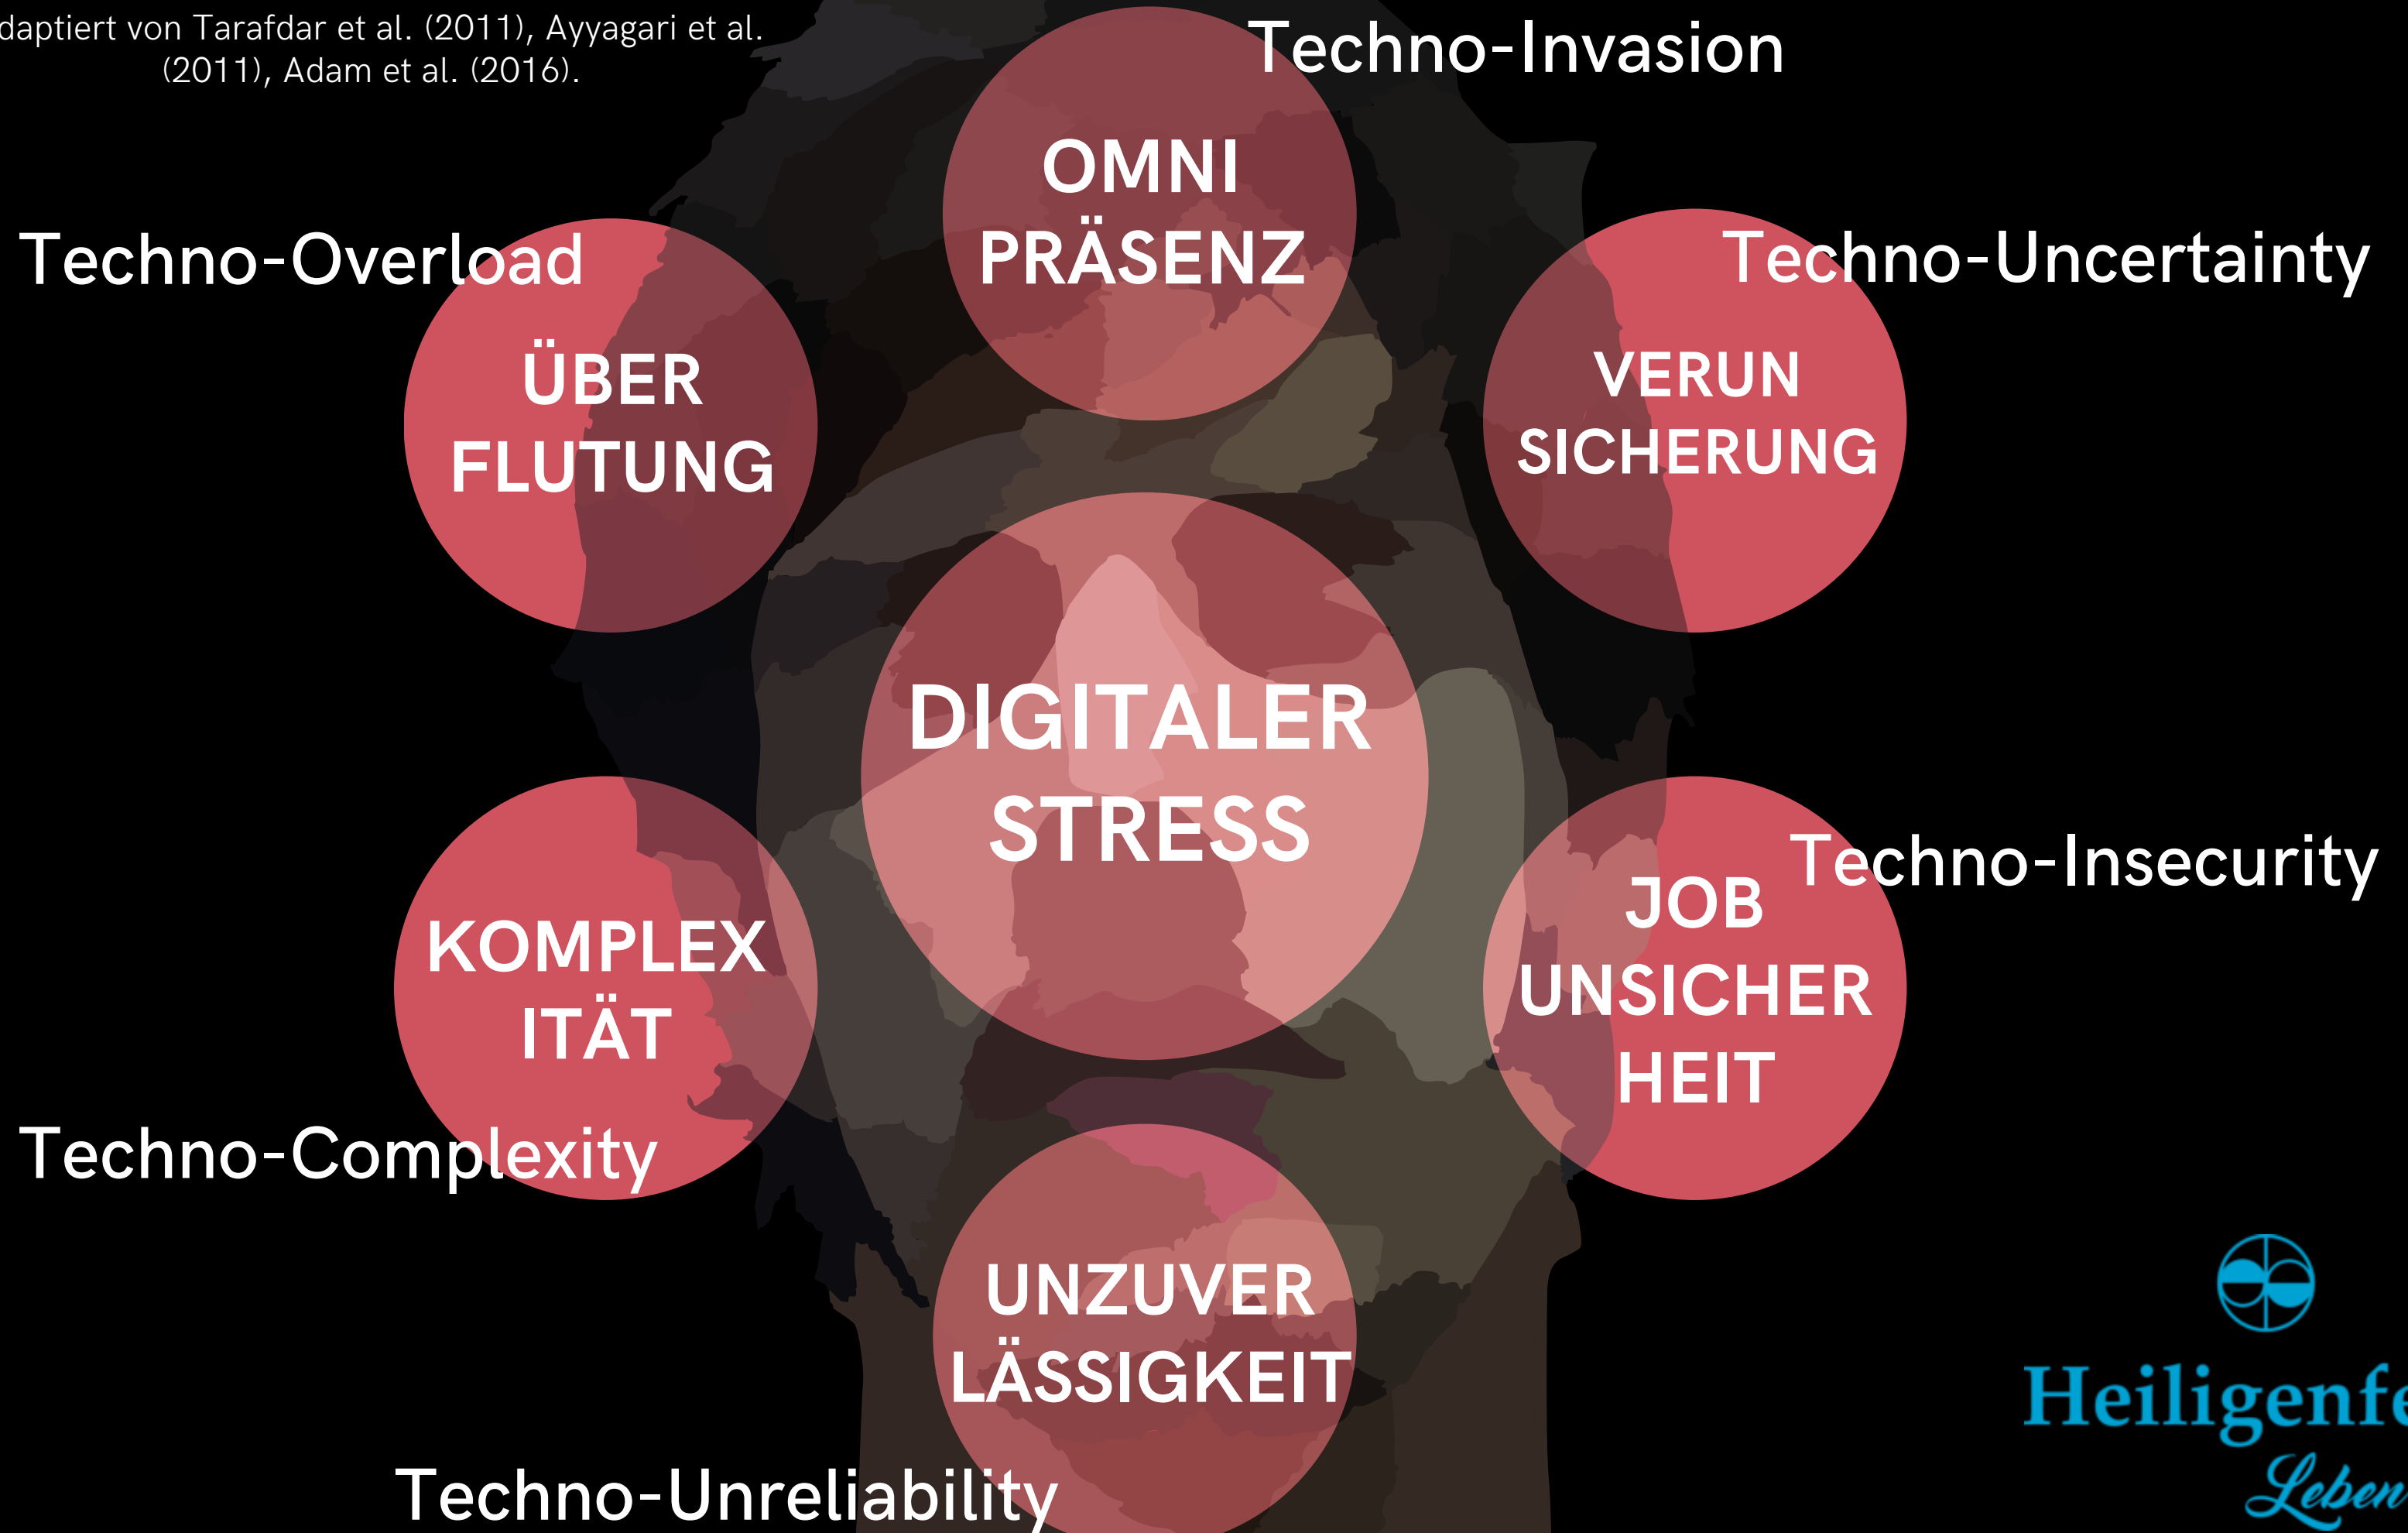 daptiert von Tarafdar et al. (2011), Ayyagari et al.
(2011), Adam et al. (2016).
Techno-Invasion
OMNI
PRÄSENZ
Techno-Overload
ÜBER
FLUTUNG
Techno-Uncertainty
VERUN
SICHERUNG
DIGITALER
STRESS
KOMPLEX
ITÄT
Techno-Complexity
Techno-Insecurity
JOB
UNSICHER
HEIT
UNZUVER
LÄSSIGKEIT
Techno-Unreliability
Heiligenfe
Leben